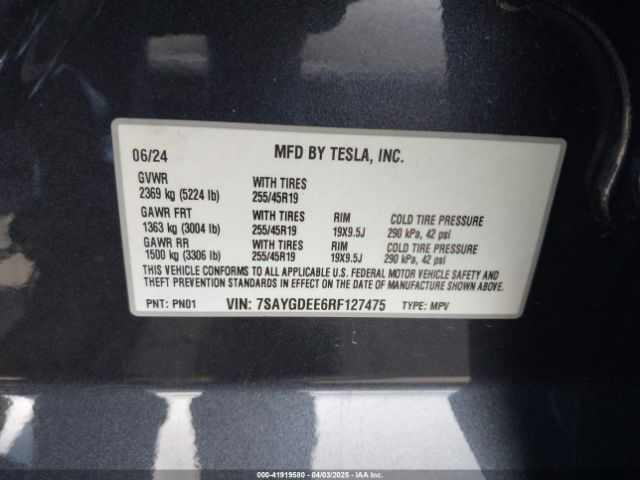 06/24 MFD BY TESLA, INC.
GVWR
2369 kg (5224 lb) WITH TIRES 255/45R19
GAWR FRT WITH TIRES RIM COLD TIRE PRESSURE
1363 kg (3004 lb) 255/45R19 19X9.5J 290 kPa, 42 psi
GAWR RR WITH TIRES RIM COLD TIRE PRESSURE
1500 kg (3306 lb) 255/45R19 19X9.5J 290 kPa, 42 psi
THIS VEHICLE CONFORMS TO ALL APPLICABLE U.S. FEDERAL MOTOR VEHICLE SAFETY AND
THEFT PREVENTION STANDARDS IN EFFECT ON THE DATE OF MANUFACTURE SHOWN ABOVE.
PNT: PN01 VIN: 7SAYGDEE6RF127475 TYPE: MPV
000-41919580 - 04/03/2025 - IAAI.com